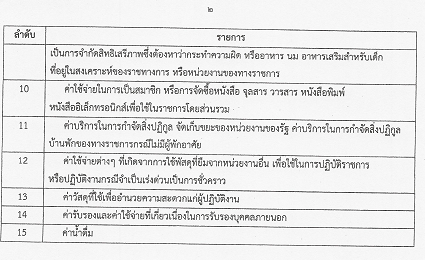 ๒
ลำดับ รายการ
เป็นการจำกัดสิทธิเสรีภาพซึ่งต้องหาว่ากระทำความผิด หรืออาหาร นม อาหารเสริมสำหรับเด็ก
ที่อยู่ในสงเคราะห์ของราชทางการ หรือหน่วยงานของทางราชการ
10 ค่าใช้จ่ายในการเป็นสมาชิก หรือการจัดซื้อหนังสือ จุลสาร วารสาร หนังสือพิมพ์
หนังสืออิเล็กทรอนิกส์เพื่อใช้ในราชการโดยส่วนรวม
11 ค่าบริการในการกำจัดสิ่งปฏิกูล จัดเก็บขยะของหน่วยงานของรัฐ ค่าบริการในการกำจัดสิ่งปฏิกูล
บ้านพักของทางราชการกรณีไม่มีผู้พักอาศัย
12 ค่าใช้จ่ายต่างๆ ที่เกิดจากการใช้พัสดุที่ยืมจากหน่วยงานอื่น เพื่อใช้ในการปฏิบัติราชการ
หรือปฏิบัติงานกรณีจำเป็นเร่งด่วนเป็นการชั่วคราว
13 ค่าวัสดุที่ใช้เพื่ออำนวยความสะดวกแก่ผู้ปฏิบัติงาน
14 ค่ารับรองและค่าใช้จ่ายที่เกี่ยวเนื่องในการรับรองบุคคลภายนอก
15 ค่าน้ำดื่ม